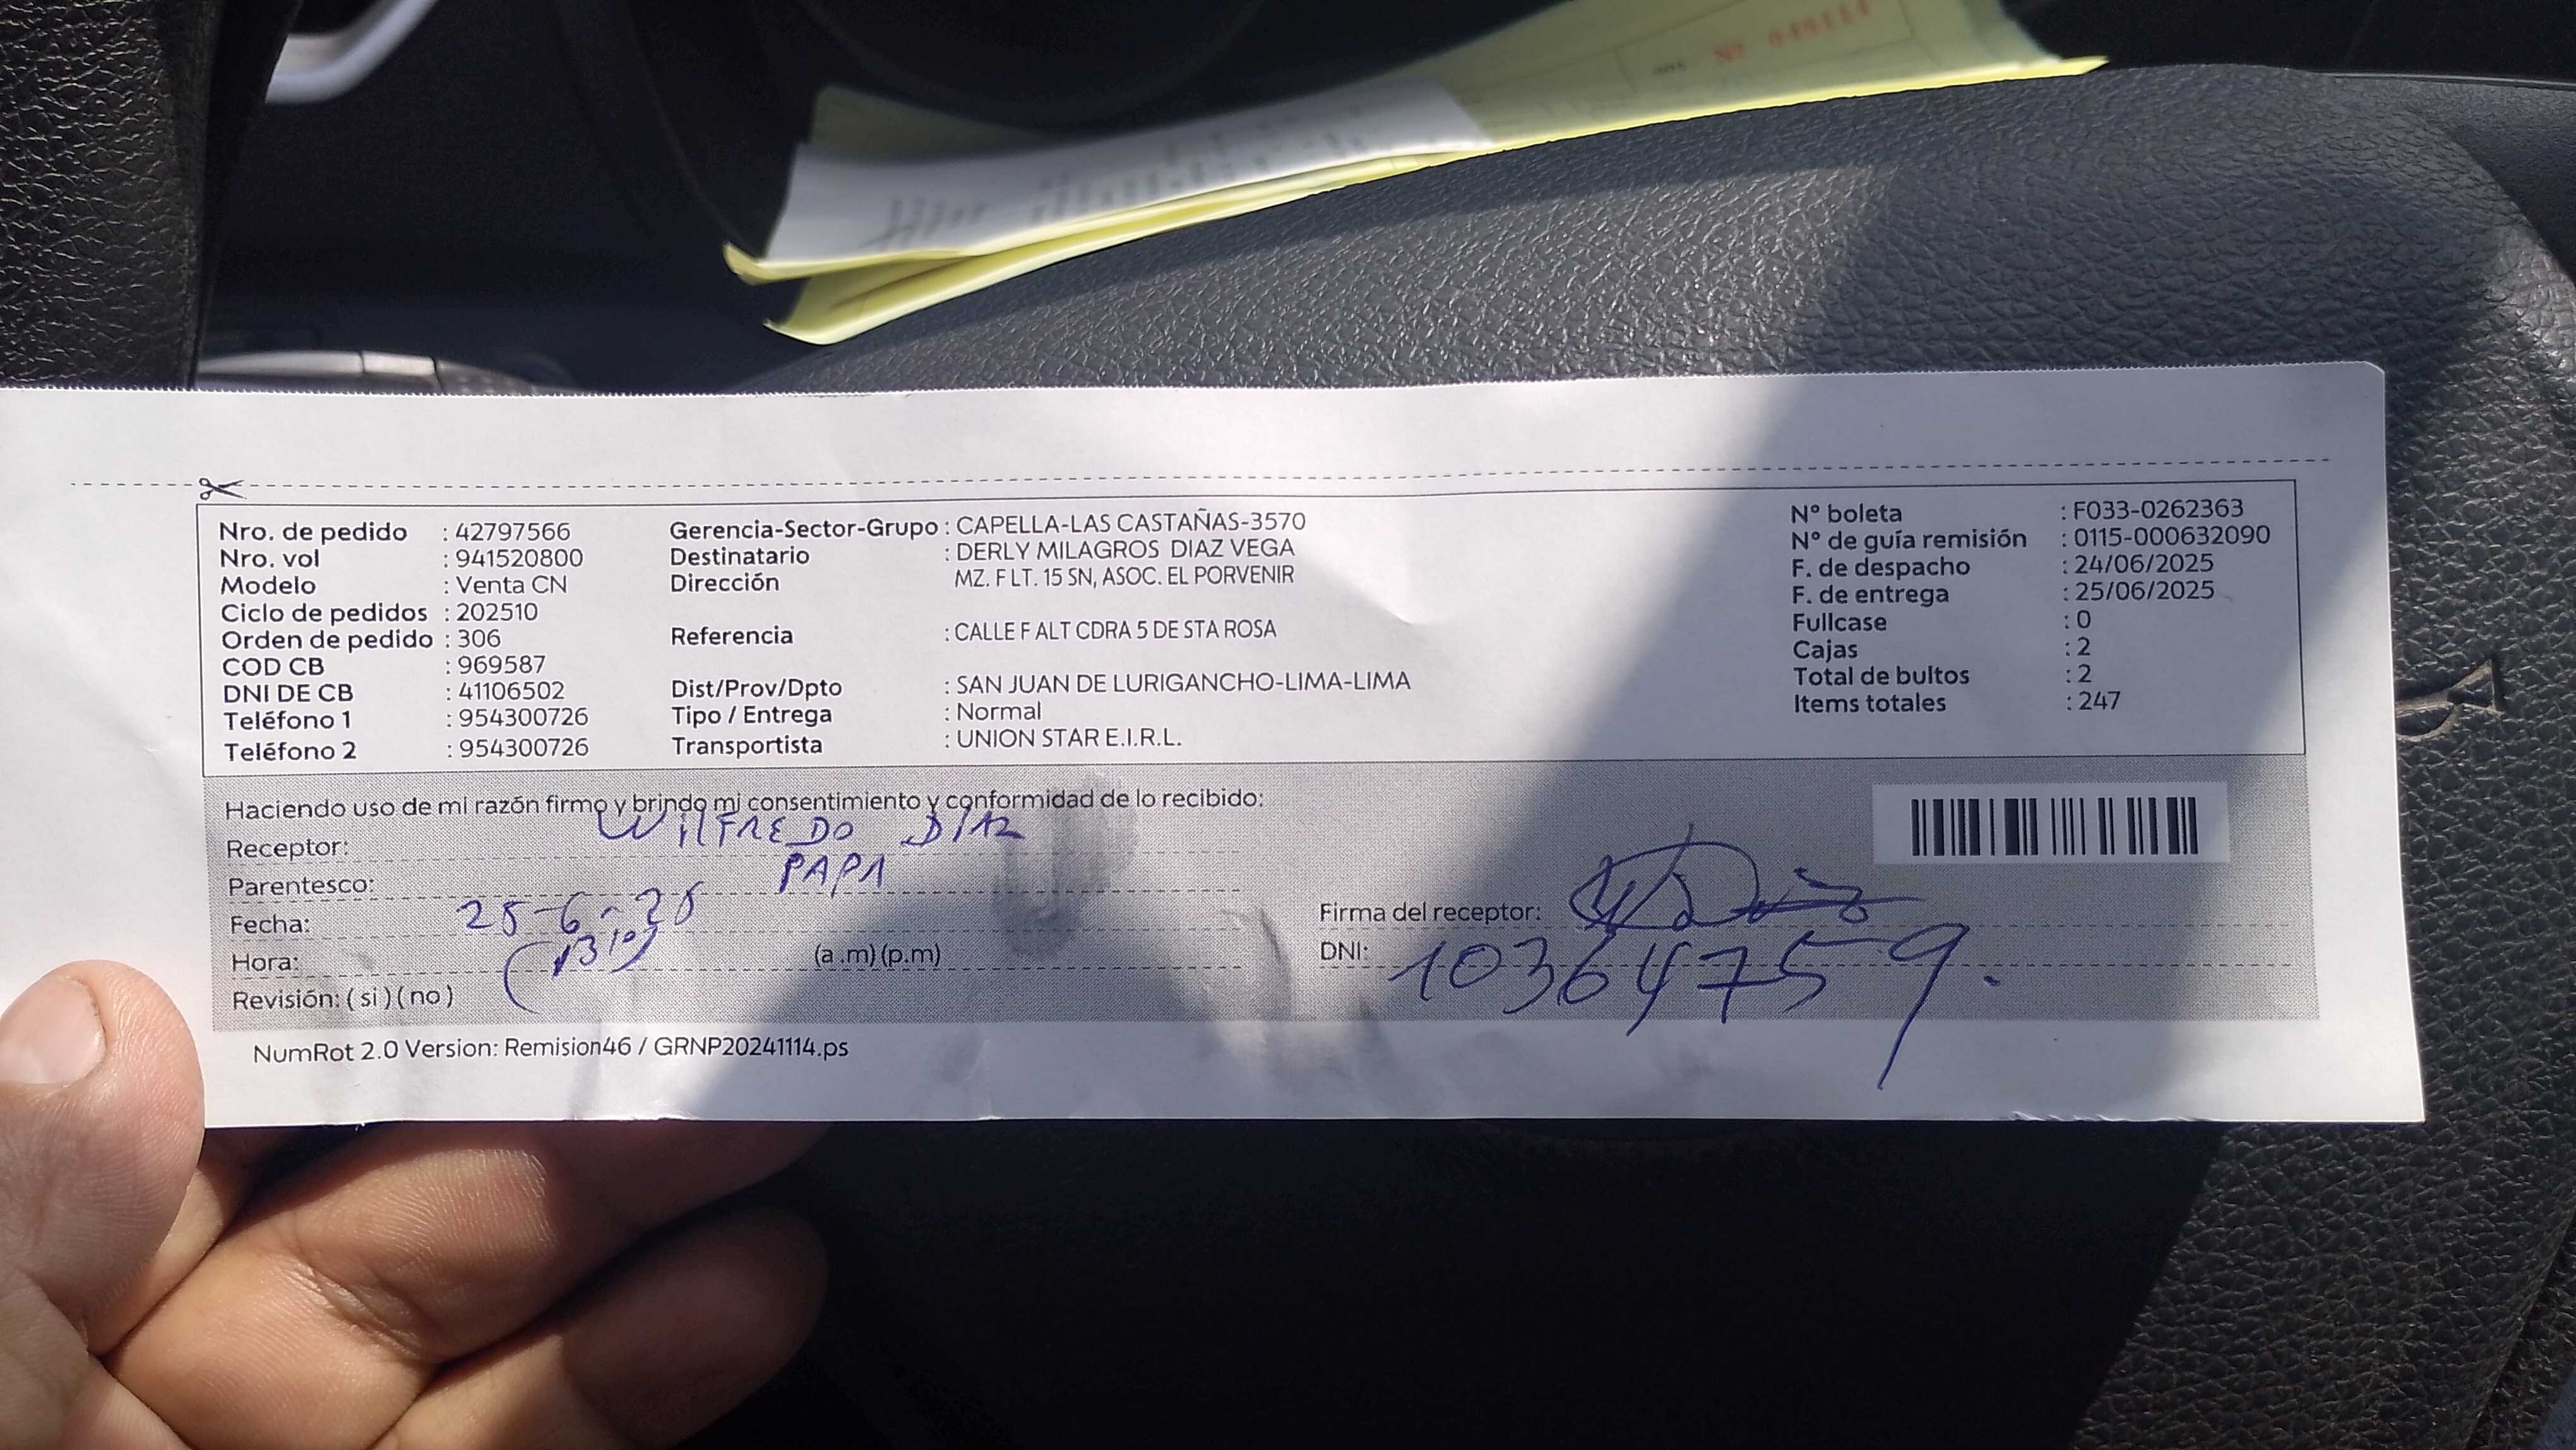 Nro. de pedido : 42797566
Nro. vol : 941520800
Modelo : Venta CN
Ciclo de pedidos : 202510
Orden de pedido : 306
COD CB : 969587
DNI DE CB : 41106502
Teléfono 1 : 954300726
Teléfono 2 : 954300726
Gerencia-Sector-Grupo : CAPELLA-LAS CASTAÑAS-3570
Destinatario : DERLY MILAGROS DIAZ VEGA
Dirección MZ. F LT. 15 SN, ASOC. EL PORVENIR
Referencia : CALLE F ALT CDRA 5 DE STA ROSA
Dist/Prov/Dpto : SAN JUAN DE LURIGANCHO-LIMA-LIMA
Tipo / Entrega : Normal
Transportista : UNION STAR E.I.R.L.
N° boleta : F033-0262363
N° de guía remisión : 0115-000632090
F. de despacho : 24/06/2025
F. de entrega : 25/06/2025
Fullcase : 0
Cajas : 2
Total de bultos : 2
Items totales : 247
Haciendo uso de mi razón firmo y brindo mi consentimiento y conformidad de lo recibido:
Receptor: WILFREDO DIAZ
Parentesco: PAPA
Fecha: 25-6-25
Hora: (1310) (a .m) (p.m)
Revisión: ( si ) ( no )
Firma del receptor:
DNI: 10364759.
NumRot 2.0 Version: Remision46 / GRNP20241114.ps